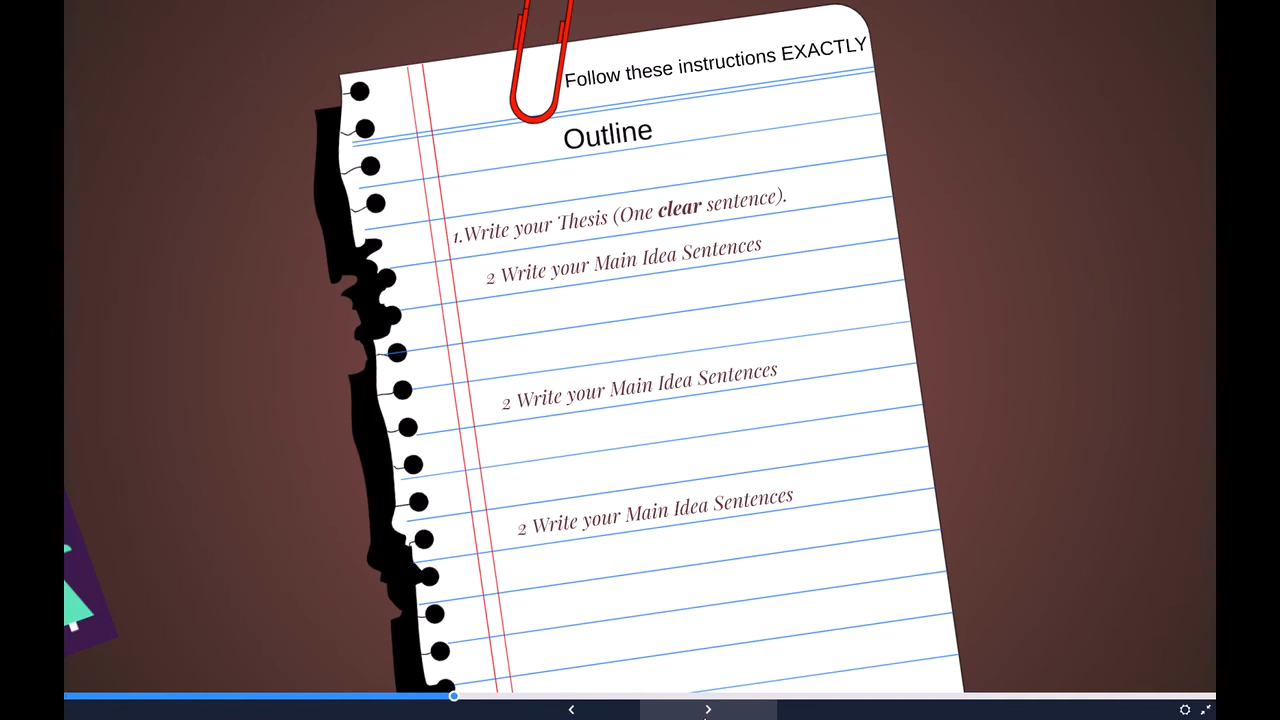 Follow these instructions EXACTLY
Outline
1.Write your Thesis (One clear sentence).
2 Write your Main Idea Sentences
2 Write your Main Idea Sentences
2 Write your Main Idea Sentences